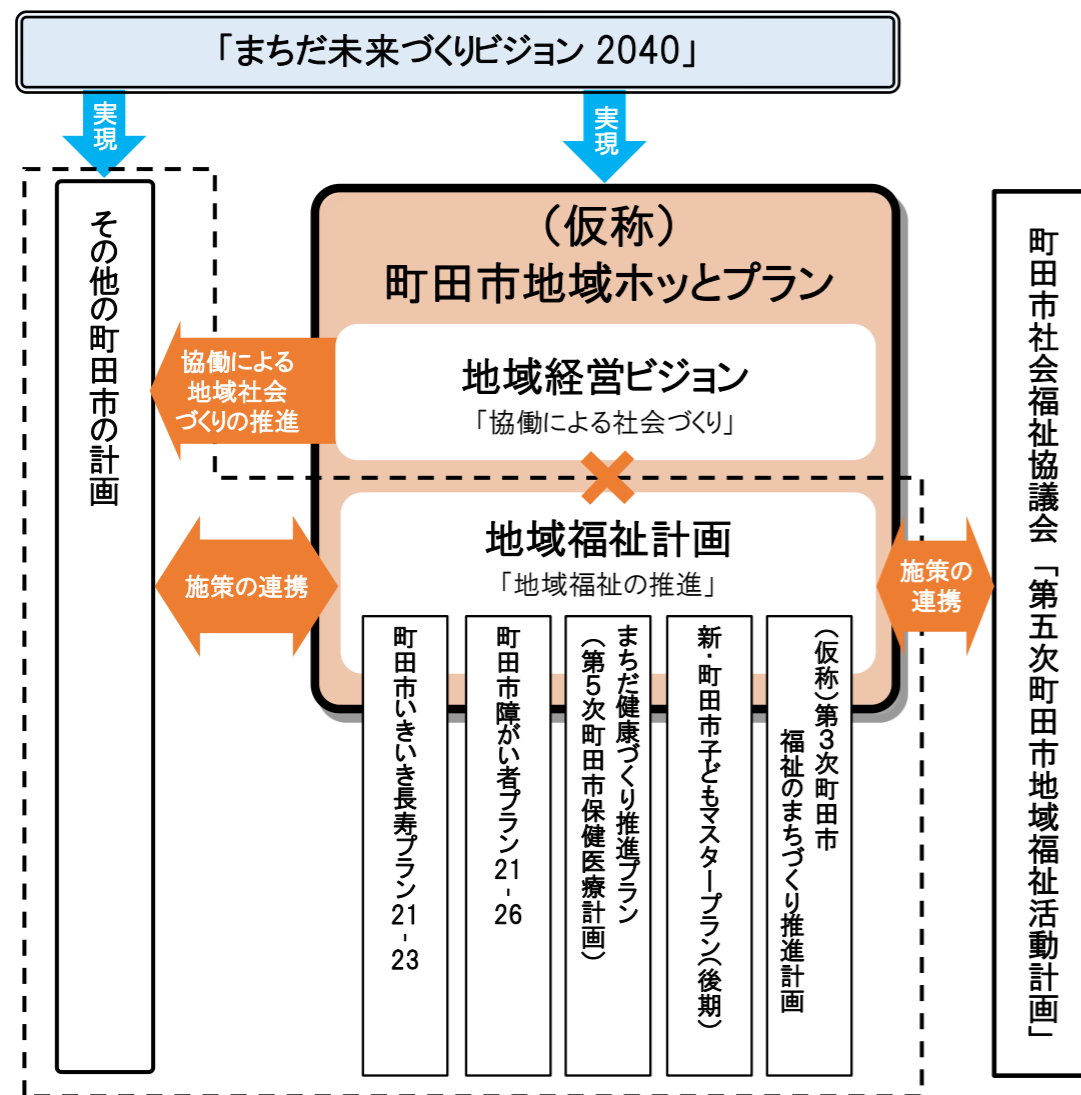 「まちだ未来づくりビジョン 2040」
実現
実現
その他の町田市の計画
（仮称）
町田市地域ホッとプラン
協働による
地域社会
づくりの推進
地域経営ビジョン
「協働による社会づくり」
施策の連携
地域福祉計画
「地域福祉の推進」
施策の
連携
町田市いきいき長寿プラン21-23
町田市障がい者プラン21-26
まちだ健康づくり推進プラン
（第5次町田市保健医療計画）
新・町田市子どもマスタープラン（後期）
（仮称）第3次町田市
福祉のまちづくり推進計画
町田市社会福祉協議会「第五次町田市地域福祉活動計画」